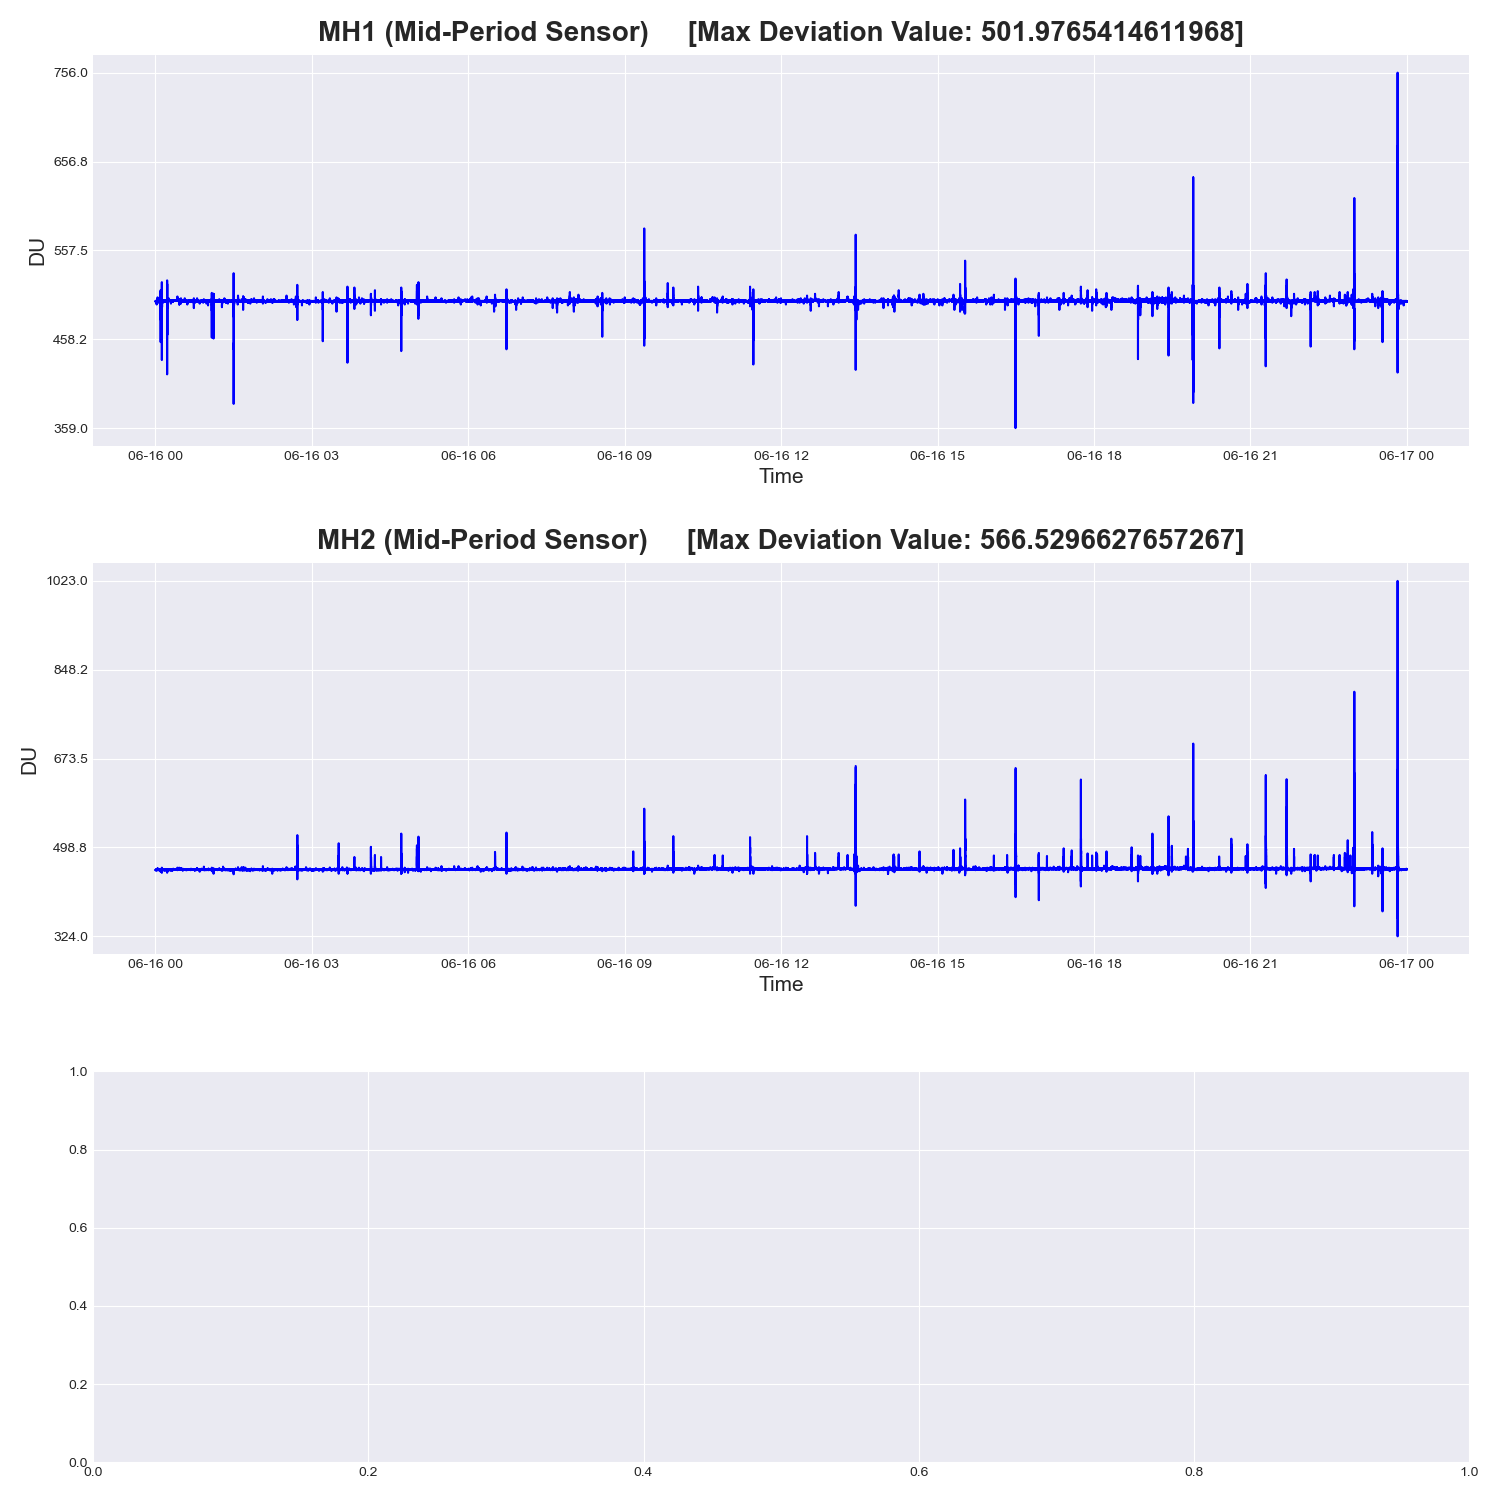 MH1 (Mid-Period Sensor) [Max Deviation Value: 501.9765414611968]
756.0
656.8
557.5
458.2
359.0
DU
06-16 00 06-16 03 06-16 06 06-16 09 06-16 12 06-16 15 06-16 18 06-16 21 06-17 00
Time
MH2 (Mid-Period Sensor) [Max Deviation Value: 566.5296627657267]
1023.0
848.2
673.5
498.8
324.0
DU
06-16 00 06-16 03 06-16 06 06-16 09 06-16 12 06-16 15 06-16 18 06-16 21 06-17 00
Time
1.0
0.8
0.6
0.4
0.2
0.0
0.0 0.2 0.4 0.6 0.8 1.0